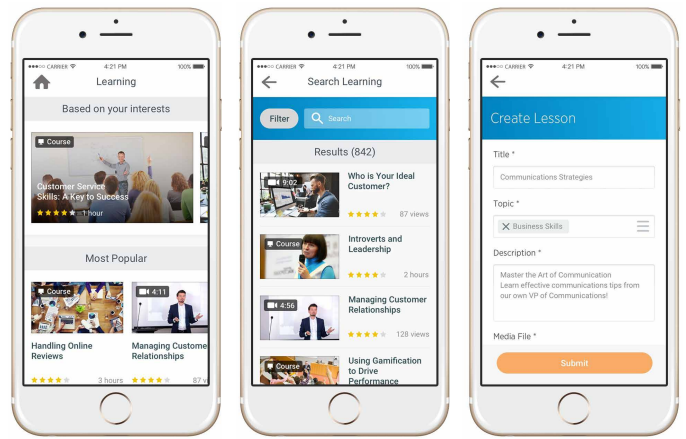 CARRIER 4:21 PM 100%
Learning
Based on your interests
Course
Customer Service
Skills: A Key to Success
1 hour
Most Popular
Course
Handling Online
Reviews
3 hours
4:11
Managing Custome
Relationships
87 v
CARRIER 4:21 PM 100%
Search Learning
Filter
Search
Results (842)
9:02
Who is Your Ideal
Customer?
87 views
Course
Introverts and
Leadership
2 hours
4:56
Managing Customer
Relationships
128 views
Course
Using Gamification
to Drive
Performance
CARRIER 4:21 PM 100%
Create Lesson
Title *
Communications Strategies
Topic *
Business Skills
Description *
Master the Art of Communication
Learn effective communications tips from
our own VP of Communications!
Media File *
Submit